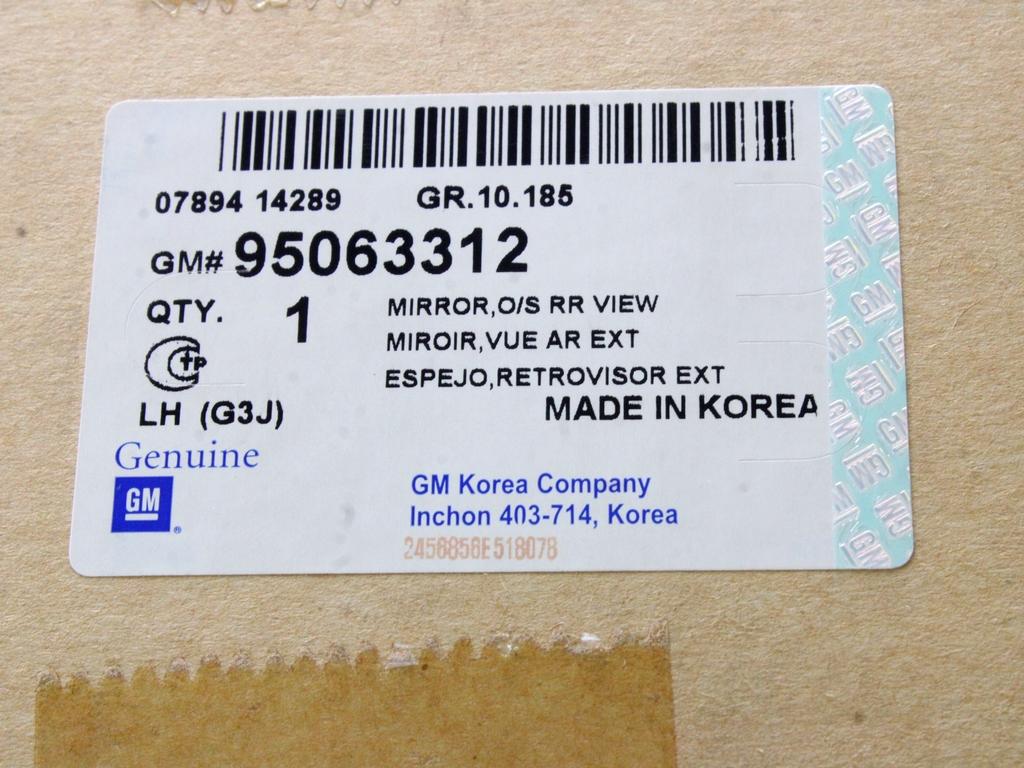 07894 14289 GR.10.185
GM# 95063312
QTY. 1 MIRROR,O/S RR VIEW
MIROIR,VUE AR EXT
ESPEJO,RETROVISOR EXT
LH (G3J) MADE IN KOREA
Genuine
GM
GM Korea Company
Inchon 403-714, Korea
2456856E518078